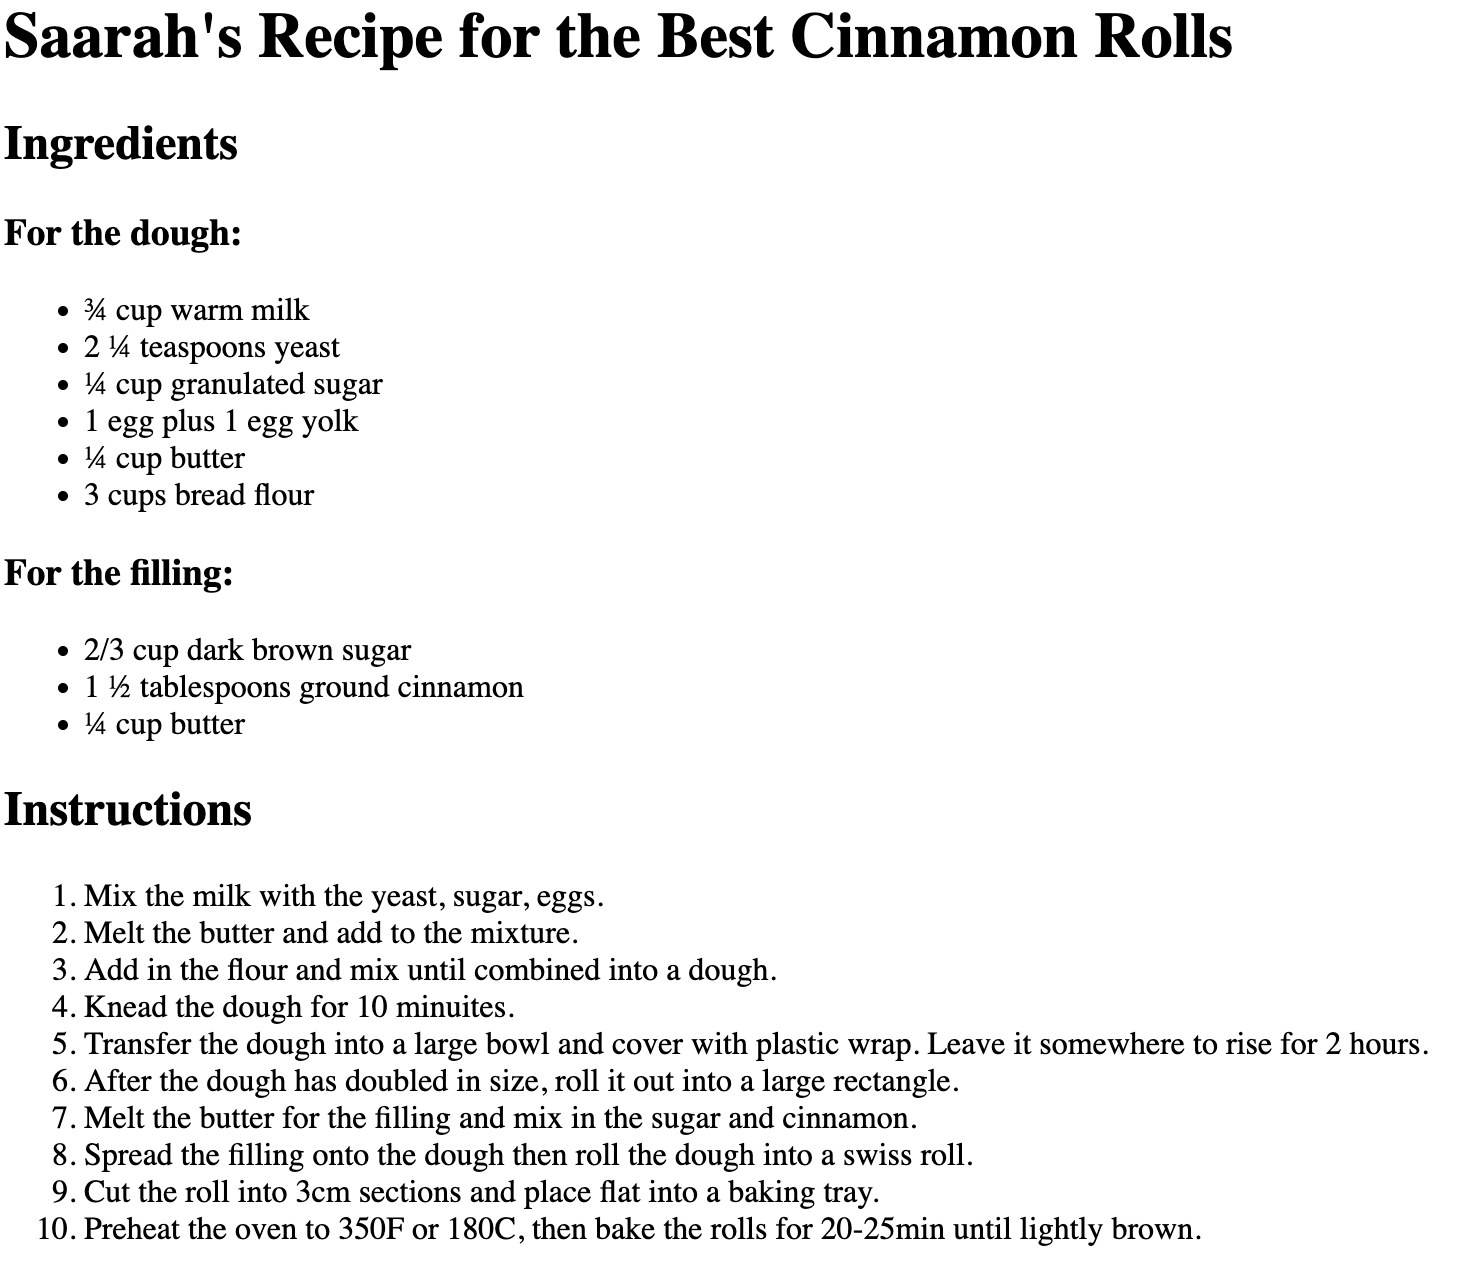 Saarah's Recipe for the Best Cinnamon Rolls
Ingredients
For the dough:
• ¾ cup warm milk
• 2 ¼ teaspoons yeast
• ¼ cup granulated sugar
• 1 egg plus 1 egg yolk
• ¼ cup butter
• 3 cups bread flour
For the filling:
• 2/3 cup dark brown sugar
• 1 ½ tablespoons ground cinnamon
• ¼ cup butter
Instructions
1. Mix the milk with the yeast, sugar, eggs.
2. Melt the butter and add to the mixture.
3. Add in the flour and mix until combined into a dough.
4. Knead the dough for 10 minuites.
5. Transfer the dough into a large bowl and cover with plastic wrap. Leave it somewhere to rise for 2 hours.
6. After the dough has doubled in size, roll it out into a large rectangle.
7. Melt the butter for the filling and mix in the sugar and cinnamon.
8. Spread the filling onto the dough then roll the dough into a swiss roll.
9. Cut the roll into 3cm sections and place flat into a baking tray.
10. Preheat the oven to 350F or 180C, then bake the rolls for 20-25min until lightly brown.